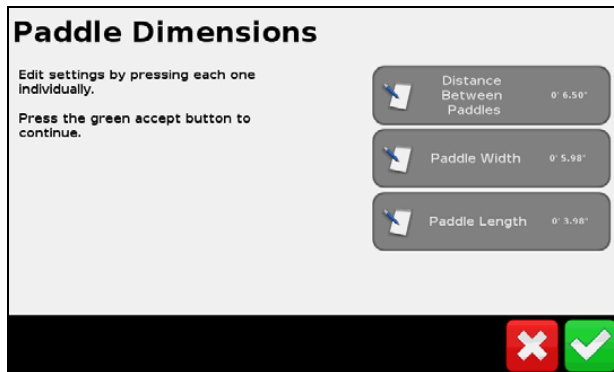 Paddle Dimensions
Edit settings by pressing each one
individually.
Press the green accept button to
continue.
Distance
Between
Paddles
0' 6.50"
Paddle Width
0' 5.98"
Paddle Length
0' 3.98"